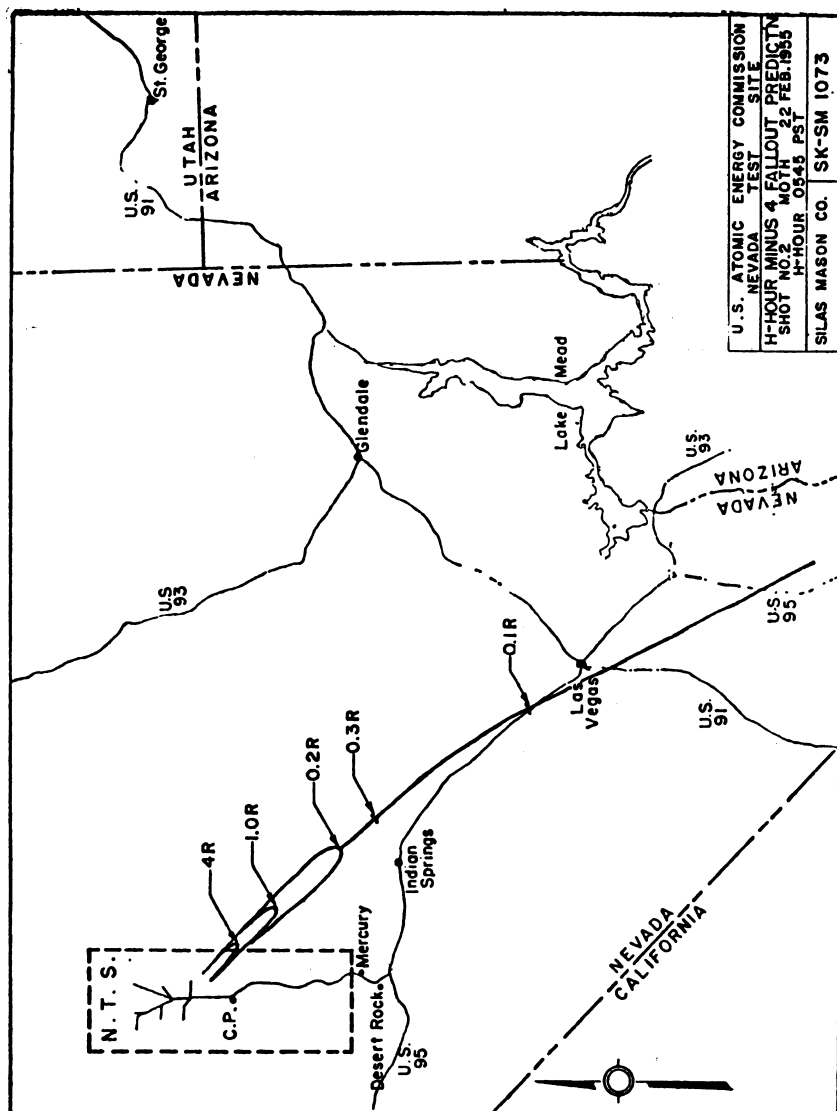 St. George
UTAH
ARIZONA
U.S.
91
NEVADA
Glendale
Lake
Mead
U.S.
93
U.S.
93
ARIZONA
NEVADA
U.S.
95
Las
Vegas
U.S.
91
0.1R
0.3R
0.2R
1.0R
4R
N.T.S.
C.P.
Mercury
Desert Rock
Indian
Springs
U.S.
95
NEVADA
CALIFORNIA
U.S. ATOMIC ENERGY COMMISSION
NEVADA TEST SITE
H-HOUR MINUS 4 FALLOUT PREDICTN
SHOT NO. 2 MOTH 22 FEB. 1955
H-HOUR 0545 PST
SILAS MASON CO. SK-SM 1073